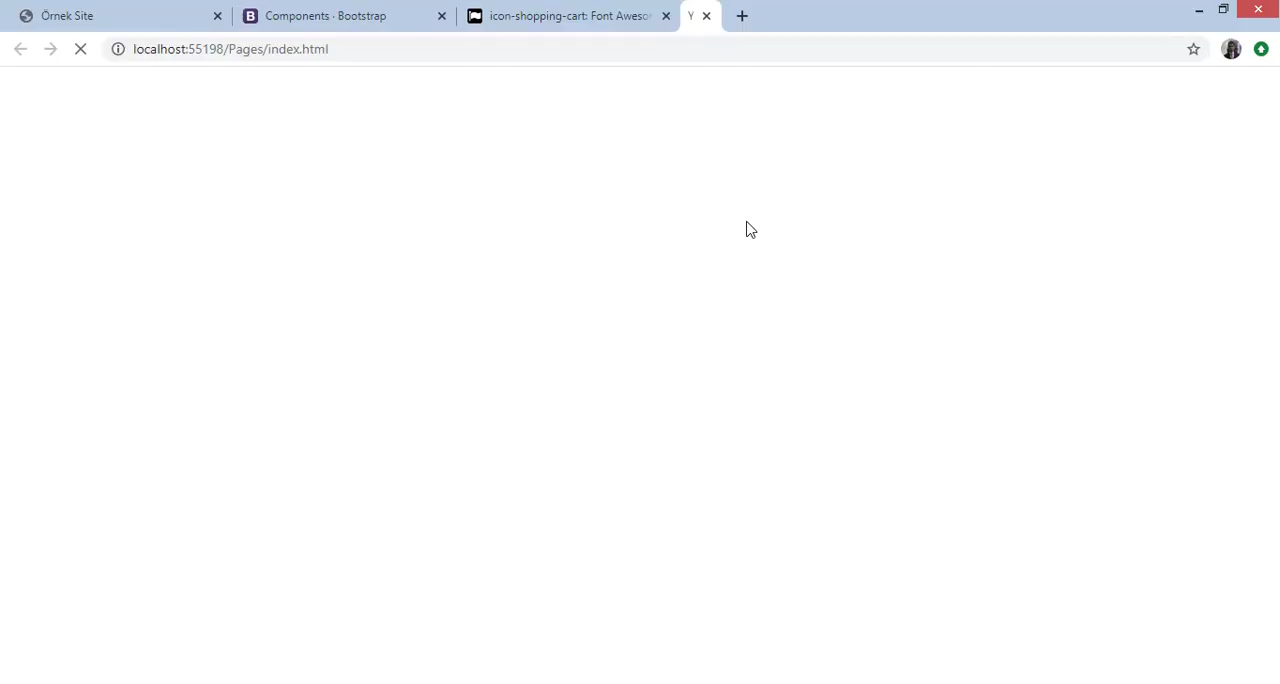 Örnek Site
Components · Bootstrap
icon-shopping-cart: Font Aweso
Y
localhost:55198/Pages/index.html